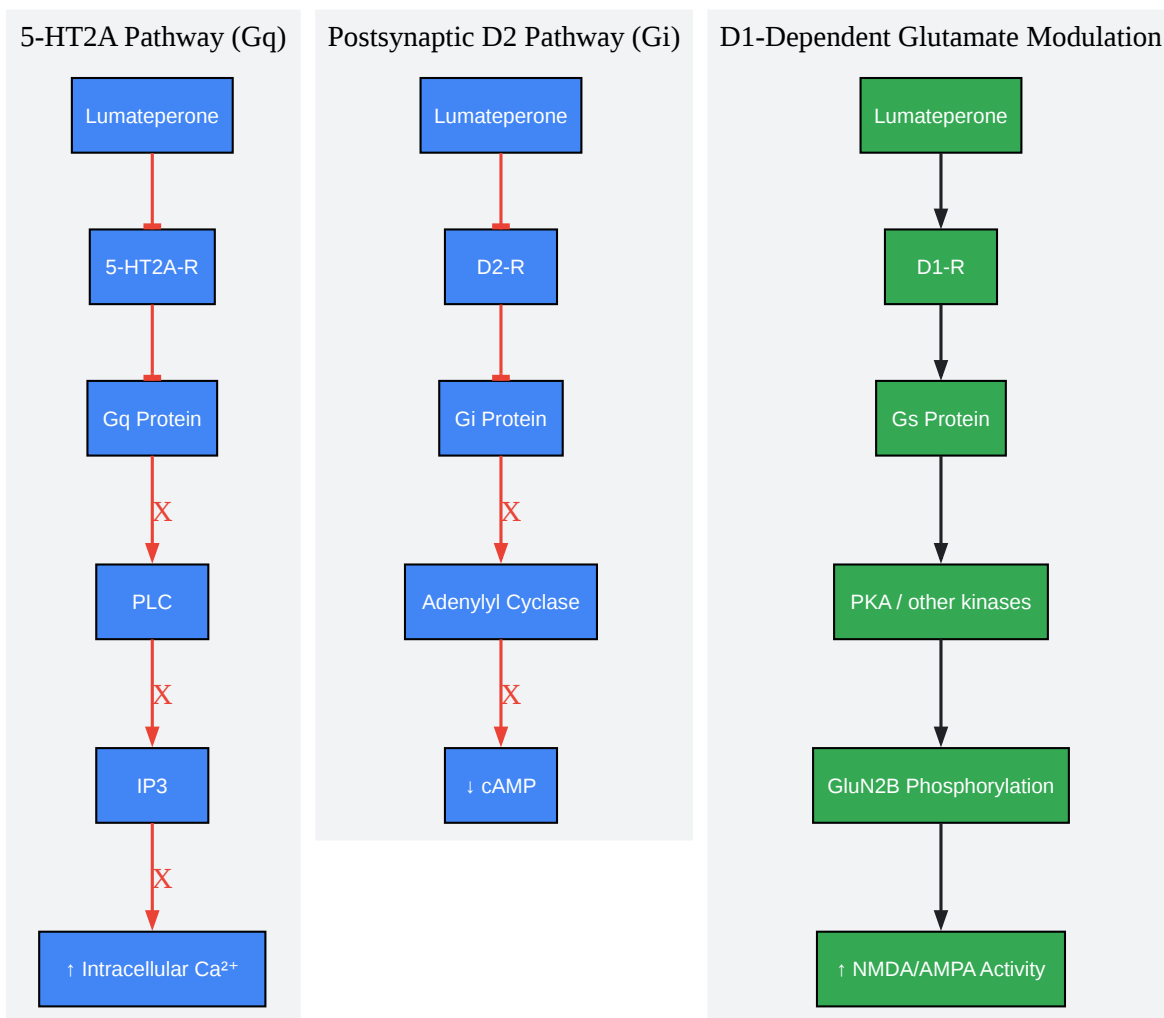 5-HT2A Pathway (Gq)
Lumateperone
5-HT2A-R
Gq Protein
X
PLC
X
IP3
X
↑ Intracellular Ca²⁺
Postsynaptic D2 Pathway (Gi)
Lumateperone
D2-R
Gi Protein
X
Adenylyl Cyclase
X
↓ cAMP
D1-Dependent Glutamate Modulation
Lumateperone
D1-R
Gs Protein
PKA / other kinases
GluN2B Phosphorylation
↑ NMDA/AMPA Activity